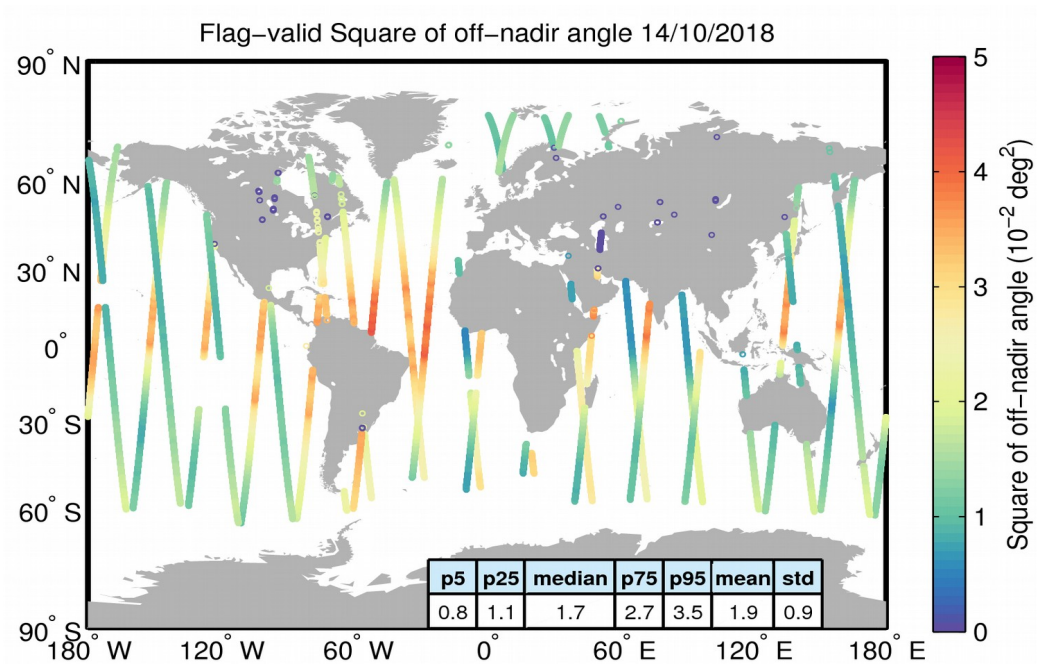 Flag−valid Square of off−nadir angle 14/10/2018
90° N
60° N
30° N
0°
30° S
60° S
90° S
180° W 120° W 60° W 0° 60° E 120° E 180° E
p5 p25 median p75 p95 mean std
0.8 1.1 1.7 2.7 3.5 1.9 0.9
5
4
3
2
1
0
Square of off−nadir angle (10⁻² deg²)